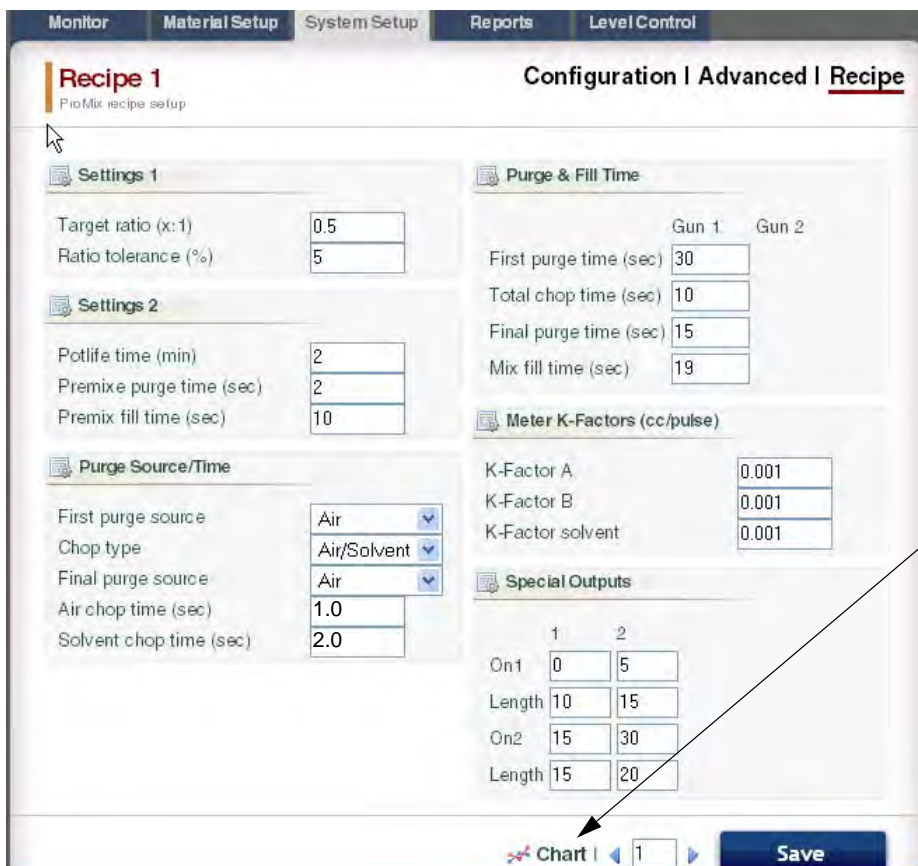 Monitor Material Setup System Setup Reports Level Control
Recipe 1
ProMix recipe setup
Configuration | Advanced | Recipe
Settings 1
Target ratio (x:1) 0.5
Ratio tolerance (%) 5
Settings 2
Potlife time (min) 2
Premixe purge time (sec) 2
Premix fill time (sec) 10
Purge Source/Time
First purge source Air
Chop type Air/Solvent
Final purge source Air
Air chop time (sec) 1.0
Solvent chop time (sec) 2.0
Purge & Fill Time
Gun 1 Gun 2
First purge time (sec) 30
Total chop time (sec) 10
Final purge time (sec) 15
Mix fill time (sec) 19
Meter K-Factors (cc/pulse)
K-Factor A 0.001
K-Factor B 0.001
K-Factor solvent 0.001
Special Outputs
1 2
On1 0 5
Length 10 15
On2 15 30
Length 15 20
Chart | 1 Save